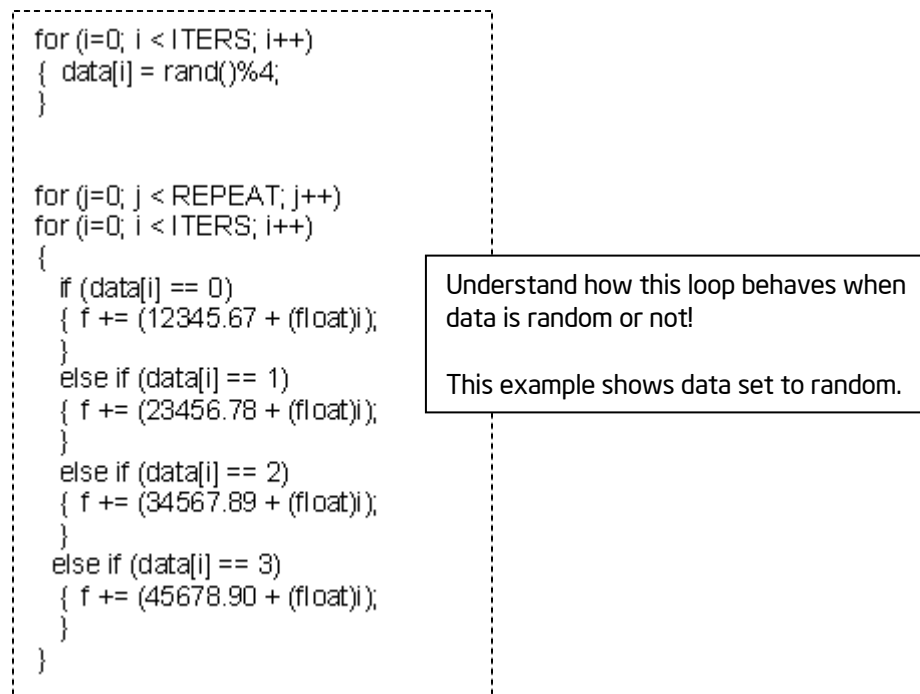 for (i=0; i < ITERS; i++)
{ data[i] = rand()%4;
}
for (j=0; j < REPEAT; j++)
for (i=0; i < ITERS; i++)
{
if (data[i] == 0)
{ f += (12345.67 + (float)i);
}
else if (data[i] == 1)
{ f += (23456.78 + (float)i);
}
else if (data[i] == 2)
{ f += (34567.89 + (float)i);
}
else if (data[i] == 3)
{ f += (45678.90 + (float)i);
}
}
Understand how this loop behaves when
data is random or not!
This example shows data set to random.